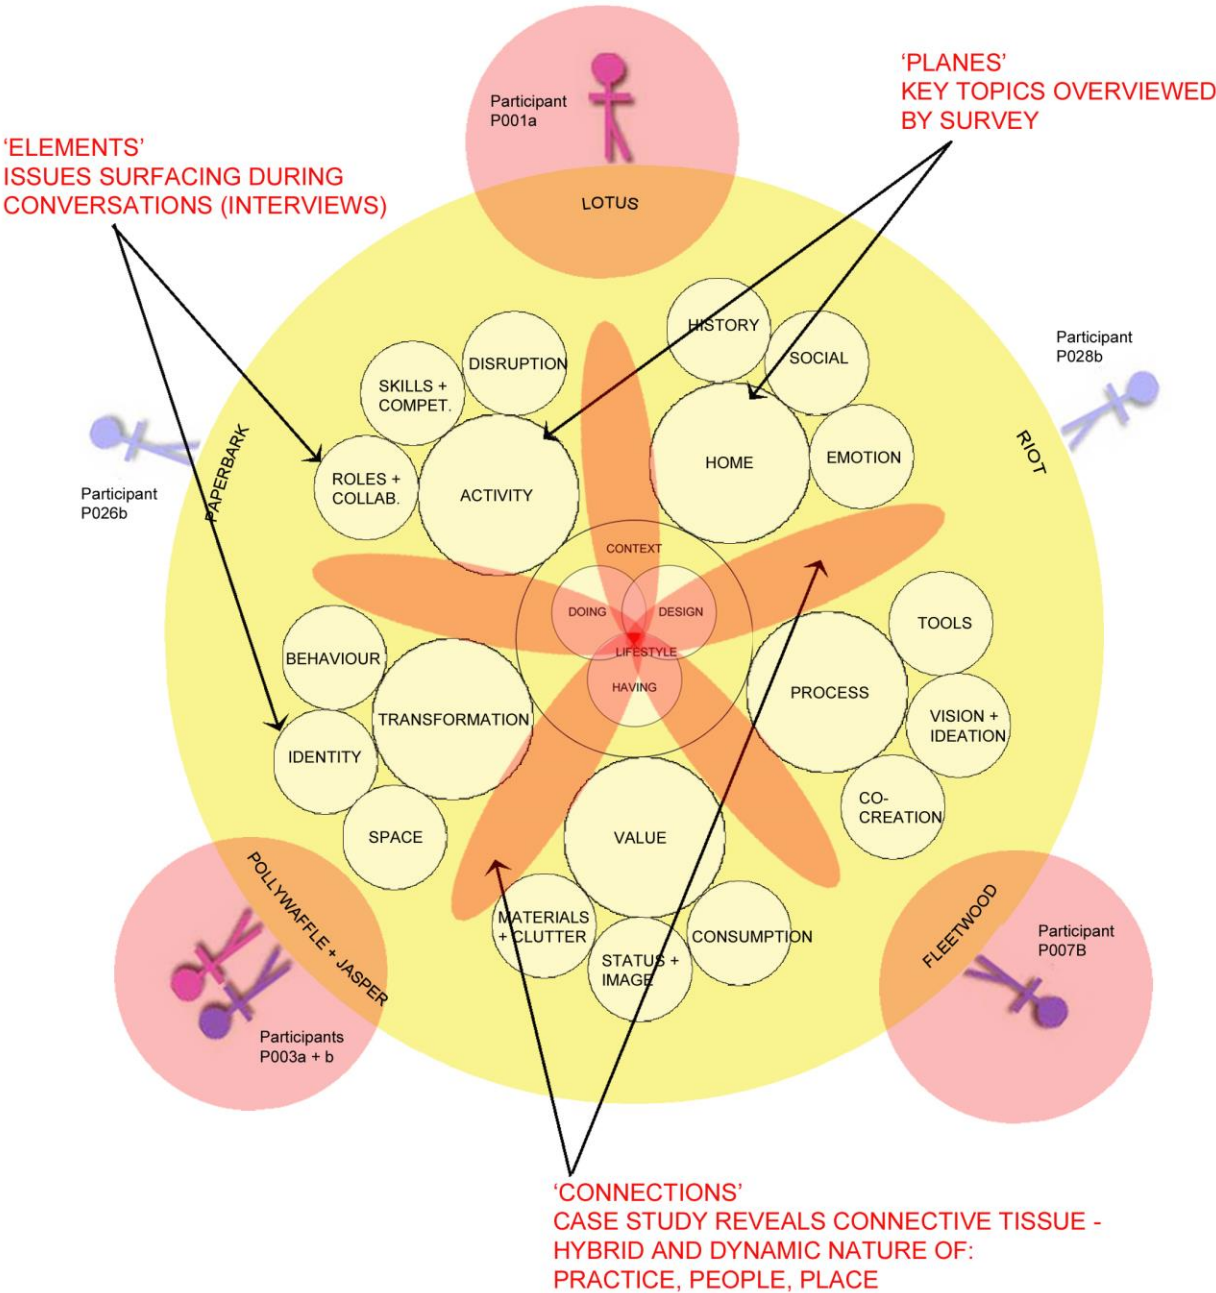 ‘PLANES’
KEY TOPICS OVERVIEWED
BY SURVEY
Participant
P001a
‘ELEMENTS’
ISSUES SURFACING DURING
CONVERSATIONS (INTERVIEWS)
LOTUS
HISTORY
SOCIAL
DISRUPTION
SKILLS +
COMPET.
Participant
P028b
RIOT
HOME
EMOTION
ROLES +
COLLAB.
ACTIVITY
PAPERBARK
Participant
P026b
CONTEXT
DOING
DESIGN
LIFESTYLE
HAVING
TOOLS
PROCESS
VISION +
IDEATION
CO-
CREATION
BEHAVIOUR
TRANSFORMATION
IDENTITY
SPACE
VALUE
MATERIALS
+ CLUTTER
STATUS +
IMAGE
CONSUMPTION
POLLYWAFFLE + JASPER
Participants
P003a + b
FLEETWOOD
Participant
P007B
‘CONNECTIONS’
CASE STUDY REVEALS CONNECTIVE TISSUE -
HYBRID AND DYNAMIC NATURE OF:
PRACTICE, PEOPLE, PLACE